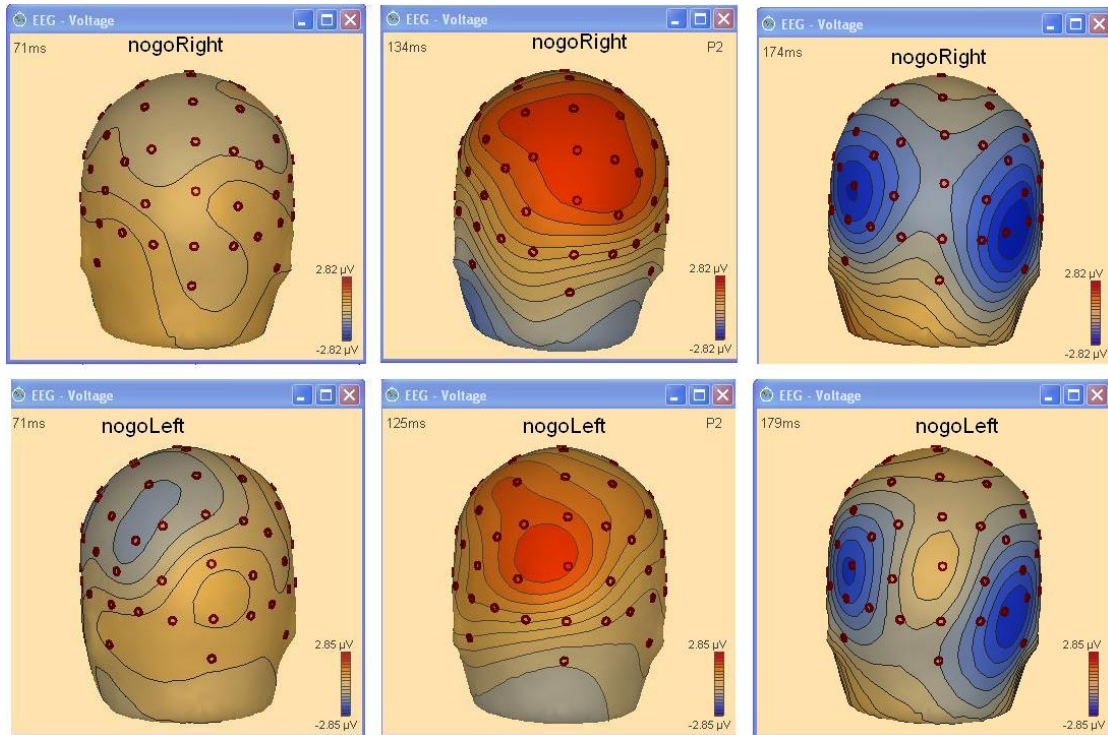 EEG - Voltage
71ms
nogoRight
2.82 µV
-2.82 µV
EEG - Voltage
134ms
nogoRight
P2
2.82 µV
-2.82 µV
EEG - Voltage
174ms
nogoRight
2.82 µV
-2.82 µV
EEG - Voltage
71ms
nogoLeft
2.85 µV
-2.85 µV
EEG - Voltage
125ms
nogoLeft
P2
2.85 µV
-2.85 µV
EEG - Voltage
179ms
nogoLeft
2.85 µV
-2.85 µV